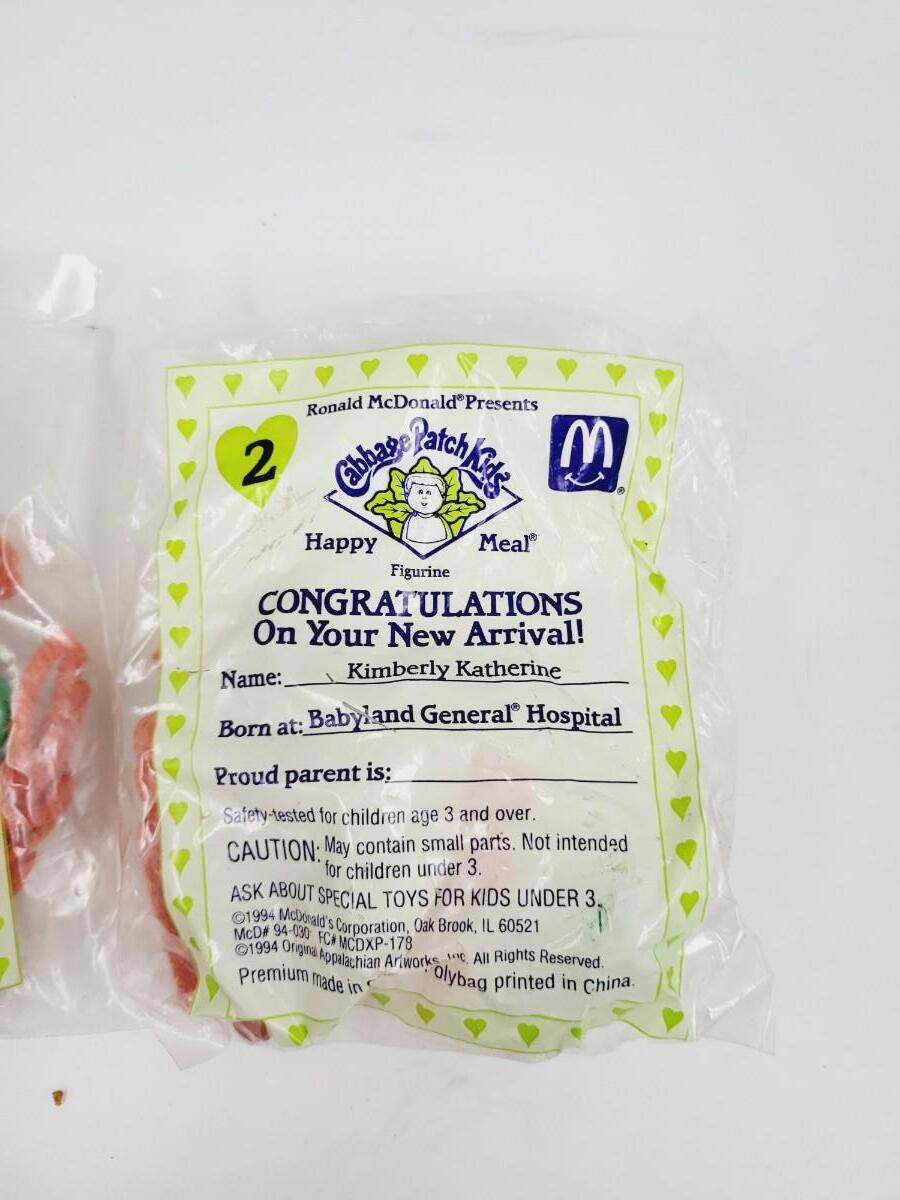 Ronald McDonald® Presents
2
Cabbage Patch Kids
M
®
Happy Meal®
Figurine
CONGRATULATIONS
On Your New Arrival!
Name: Kimberly Katherine
Born at: Babyland General® Hospital
Proud parent is:
Safety-tested for children age 3 and over.
CAUTION: May contain small parts. Not intended
for children under 3.
ASK ABOUT SPECIAL TOYS FOR KIDS UNDER 3.
©1994 McDonald's Corporation, Oak Brook, IL 60521
McD# 94-030 FC# MCDXP-178
©1994 Original Appalachian Artworks, Inc. All Rights Reserved.
Premium made in olybag printed in China.